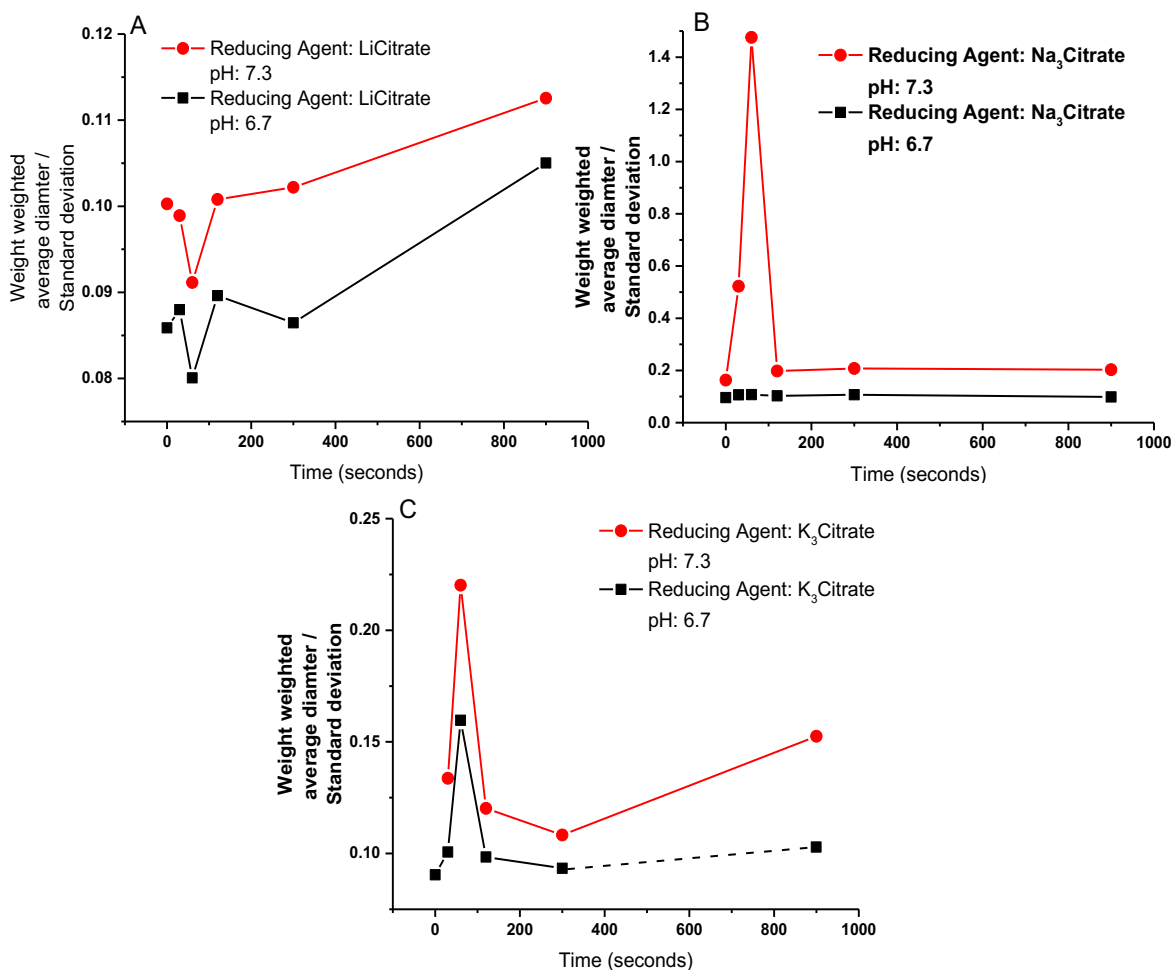 A
Reducing Agent: LiCitrate
pH: 7.3
Reducing Agent: LiCitrate
pH: 6.7
0.12
0.11
0.10
0.09
0.08
Weight weighted
average diamter /
Standard deviation
0 200 400 600 800 1000
Time (seconds)
B
Reducing Agent: Na₃Citrate
pH: 7.3
Reducing Agent: Na₃Citrate
pH: 6.7
1.4
1.2
1.0
0.8
0.6
0.4
0.2
0.0
Weight weighted
average diamter /
Standard deviation
0 200 400 600 800 1000
Time (seconds)
C
Reducing Agent: K₃Citrate
pH: 7.3
Reducing Agent: K₃Citrate
pH: 6.7
0.25
0.20
0.15
0.10
Weight weighted
average diamter /
Standard deviation
0 200 400 600 800 1000
Time (seconds)